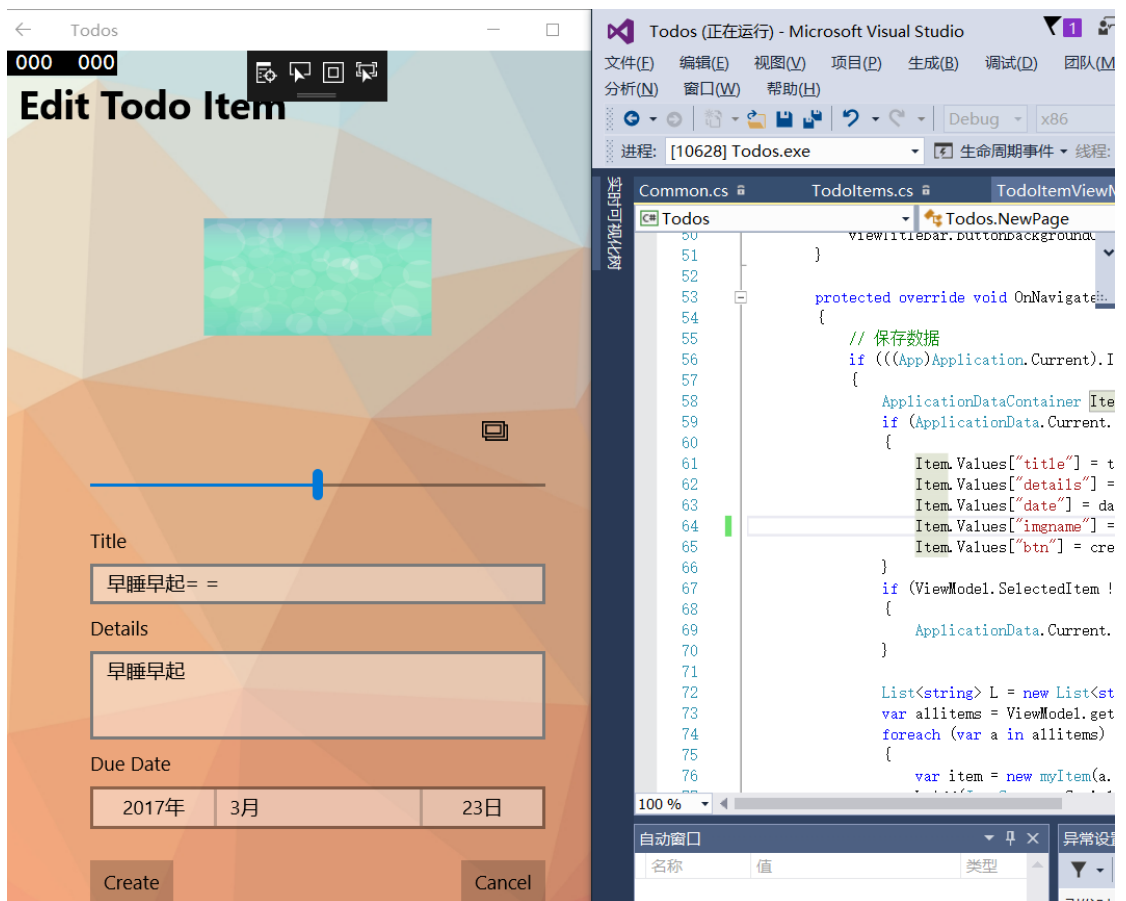 Todos
000 000
Edit Todo Item
Title
早睡早起= =
Details
早睡早起
Due Date
2017年 3月 23日
Create Cancel
Todos (正在运行) - Microsoft Visual Studio
1
文件(F) 编辑(E) 视图(V) 项目(P) 生成(B) 调试(D) 团队(M
分析(N) 窗口(W) 帮助(H)
Debug x86
进程: [10628] Todos.exe 生命周期事件 线程:
实时可视化树
Common.cs TodoItems.cs TodoItemViewM
Todos Todos.NewPage
50 viewTitleBar.ButtonBackgroundC
51 }
52
53 protected override void OnNavigate
54 {
55 // 保存数据
56 if (((App)Application.Current).I
57 {
58 ApplicationDataContainer Ite
59 if (ApplicationData.Current.
60 {
61 Item.Values["title"] = t
62 Item.Values["details"] =
63 Item.Values["date"] = da
64 Item.Values["imgname"] =
65 Item.Values["btn"] = cre
66 }
67 if (ViewModel.SelectedItem !
68 {
69 ApplicationData.Current.
70 }
71
72 List<string> L = new List<st
73 var allitems = ViewModel.get
74 foreach (var a in allitems)
75 {
76 var item = new myItem(a.
100 %
自动窗口
名称 值 类型
异常设